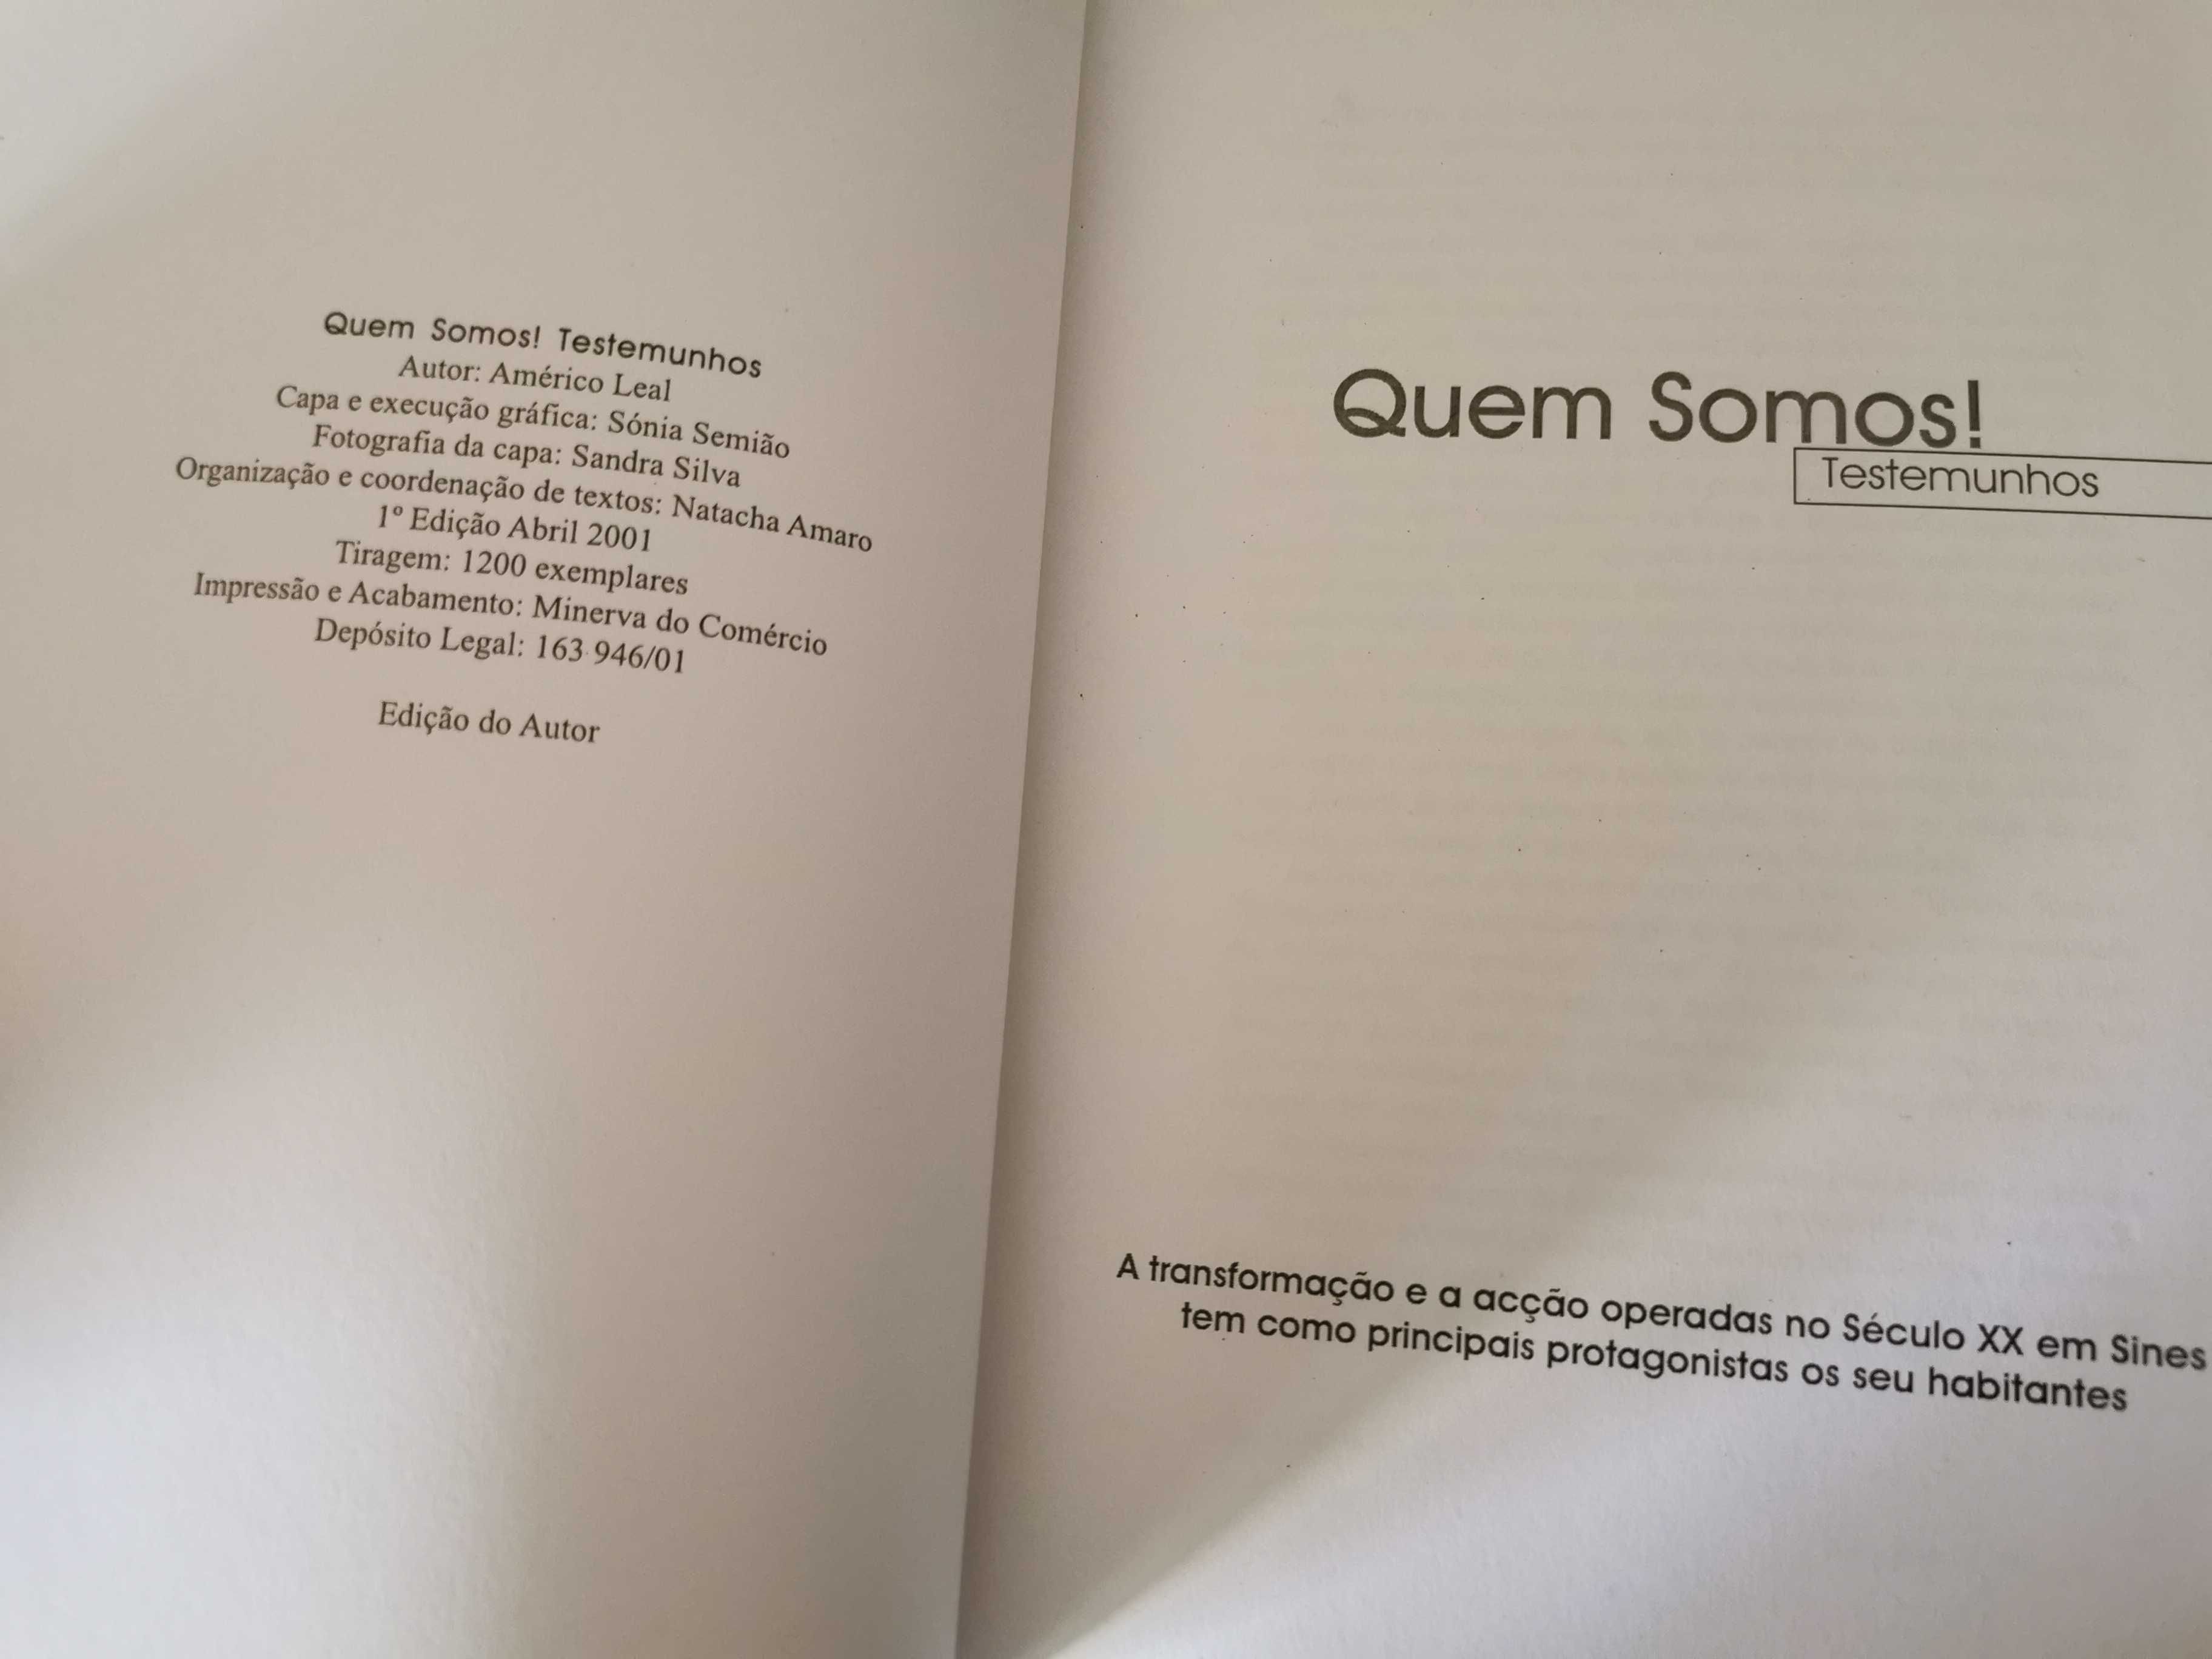 Quem Somos! Testemunhos
Autor: Américo Leal
Capa e execução gráfica: Sónia Semião
Fotografia da capa: Sandra Silva
Organização e coordenação de textos: Natacha Amaro
1º Edição Abril 2001
Tiragem: 1200 exemplares
Impressão e Acabamento: Minerva do Comércio
Depósito Legal: 163 946/01
Edição do Autor
Quem Somos!
Testemunhos
A transformação e a acção operadas no Século XX em Sines
tem como principais protagonistas os seu habitantes